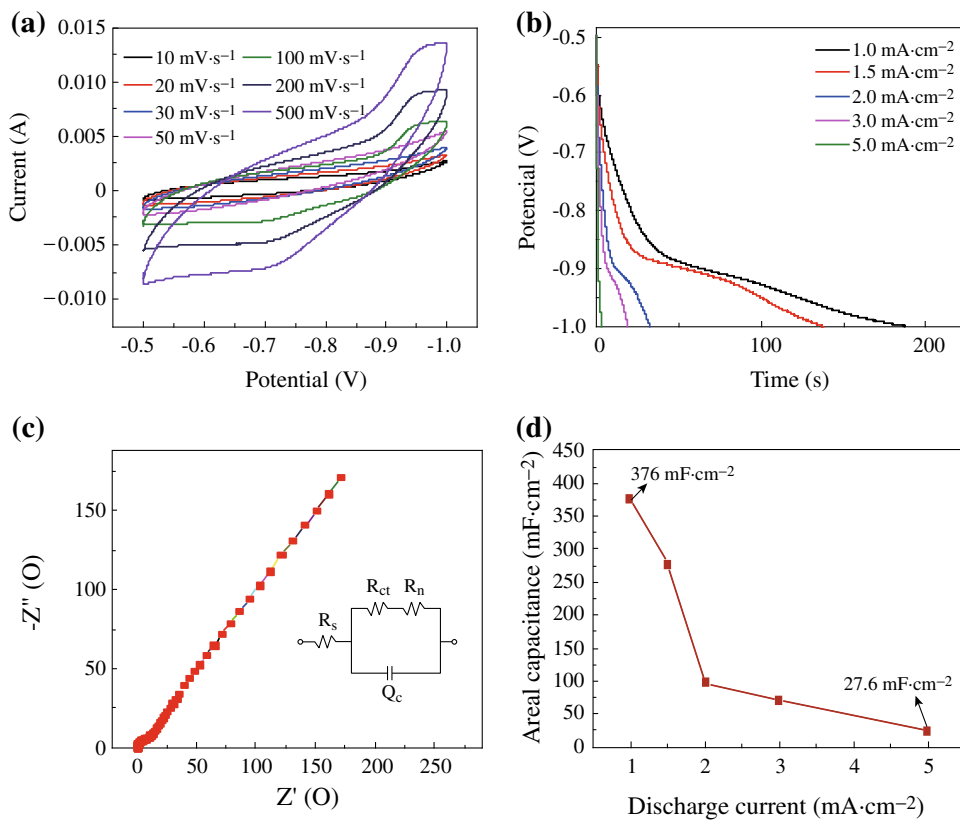 (a)
0.015
0.010
0.005
0
−0.005
−0.010
Current (A)
10 mV·s−1
20 mV·s−1
30 mV·s−1
50 mV·s−1
100 mV·s−1
200 mV·s−1
500 mV·s−1
-0.5 -0.6 -0.7 -0.8 -0.9 -1.0
Potential (V)
(b)
-0.5
-0.6
-0.7
-0.8
-0.9
-1.0
Potencial (V)
1.0 mA·cm−2
1.5 mA·cm−2
2.0 mA·cm−2
3.0 mA·cm−2
5.0 mA·cm−2
0 100 200
Time (s)
(c)
150
100
50
0
-Z'' (O)
Rct Rn
Rs
Qc
0 50 100 150 200 250
Z' (O)
(d)
450
400
350
300
250
200
150
100
50
0
Areal capacitance (mF·cm−2)
376 mF·cm−2
27.6 mF·cm−2
1 2 3 4 5
Discharge current (mA·cm−2)